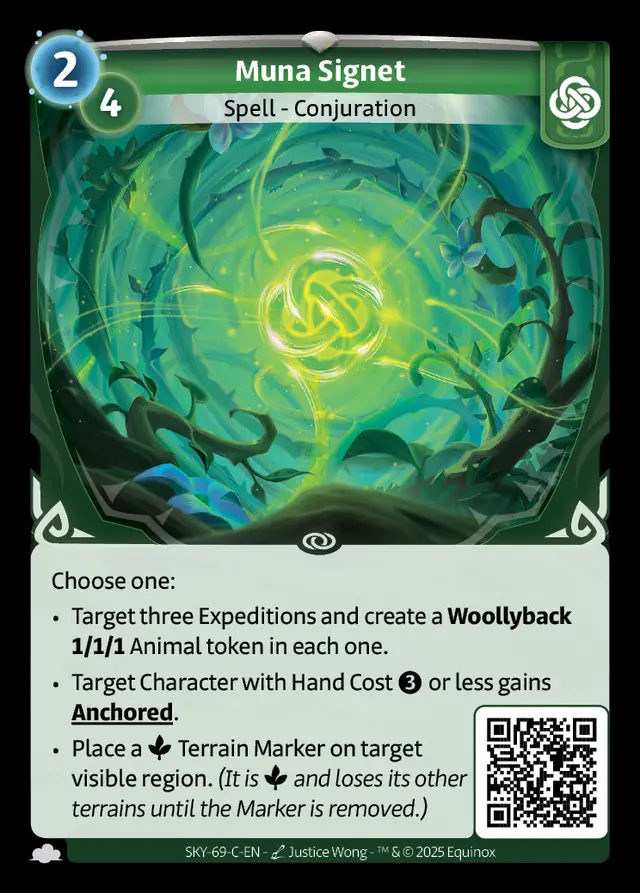 2
Muna Signet
4
Spell - Conjuration
Choose one:
• Target three Expeditions and create a Woollyback
1/1/1 Animal token in each one.
• Target Character with Hand Cost 3 or less gains
Anchored.
• Place a Terrain Marker on target
visible region. (It is and loses its other
terrains until the Marker is removed.)
SKY-69-C-EN - Justice Wong - ™ & © 2025 Equinox